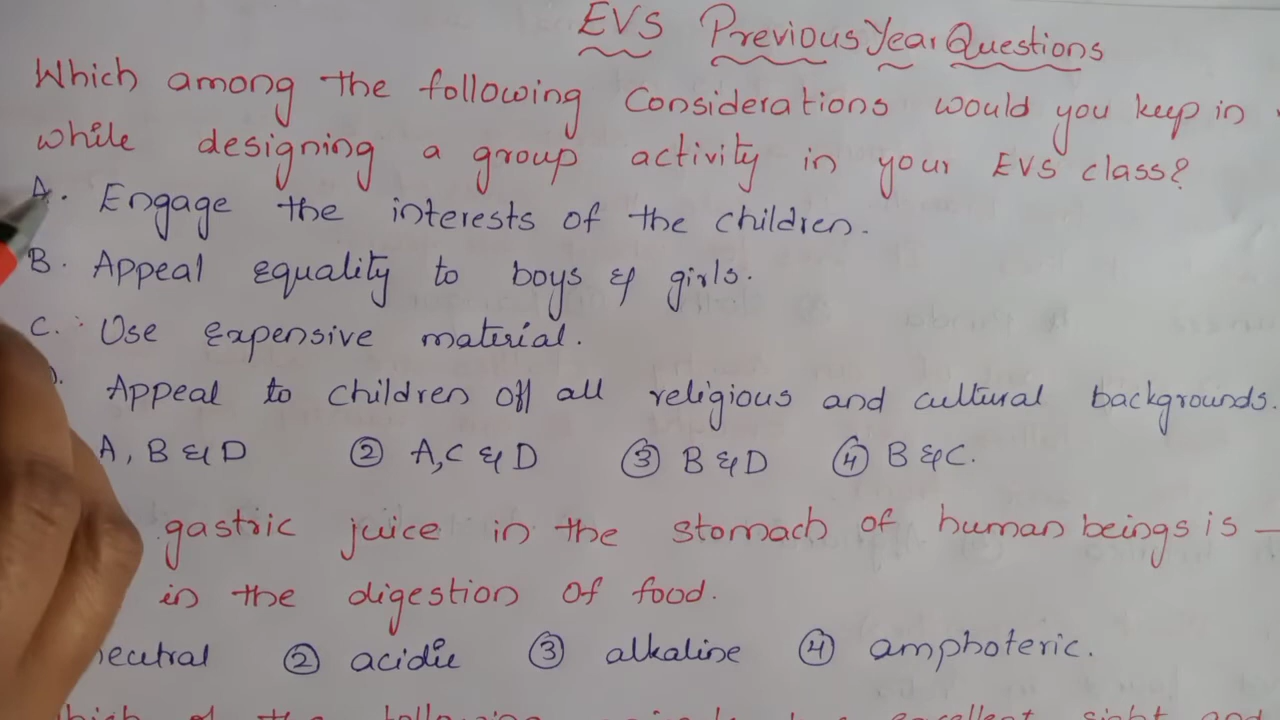 EVS Previous Year Questions
Which among the following Considerations would you keep in
while designing a group activity in your EVS class?
A. Engage the interests of the children.
B. Appeal equality to boys & girls.
C. Use expensive material.
Appeal to children off all religious and cultural backgrounds.
A, B & D ② A,C & D ③ B & D ④ B & C.
gastric juice in the stomach of human beings is —
in the digestion of food.
② acidic ③ alkaline ④ amphoteric.